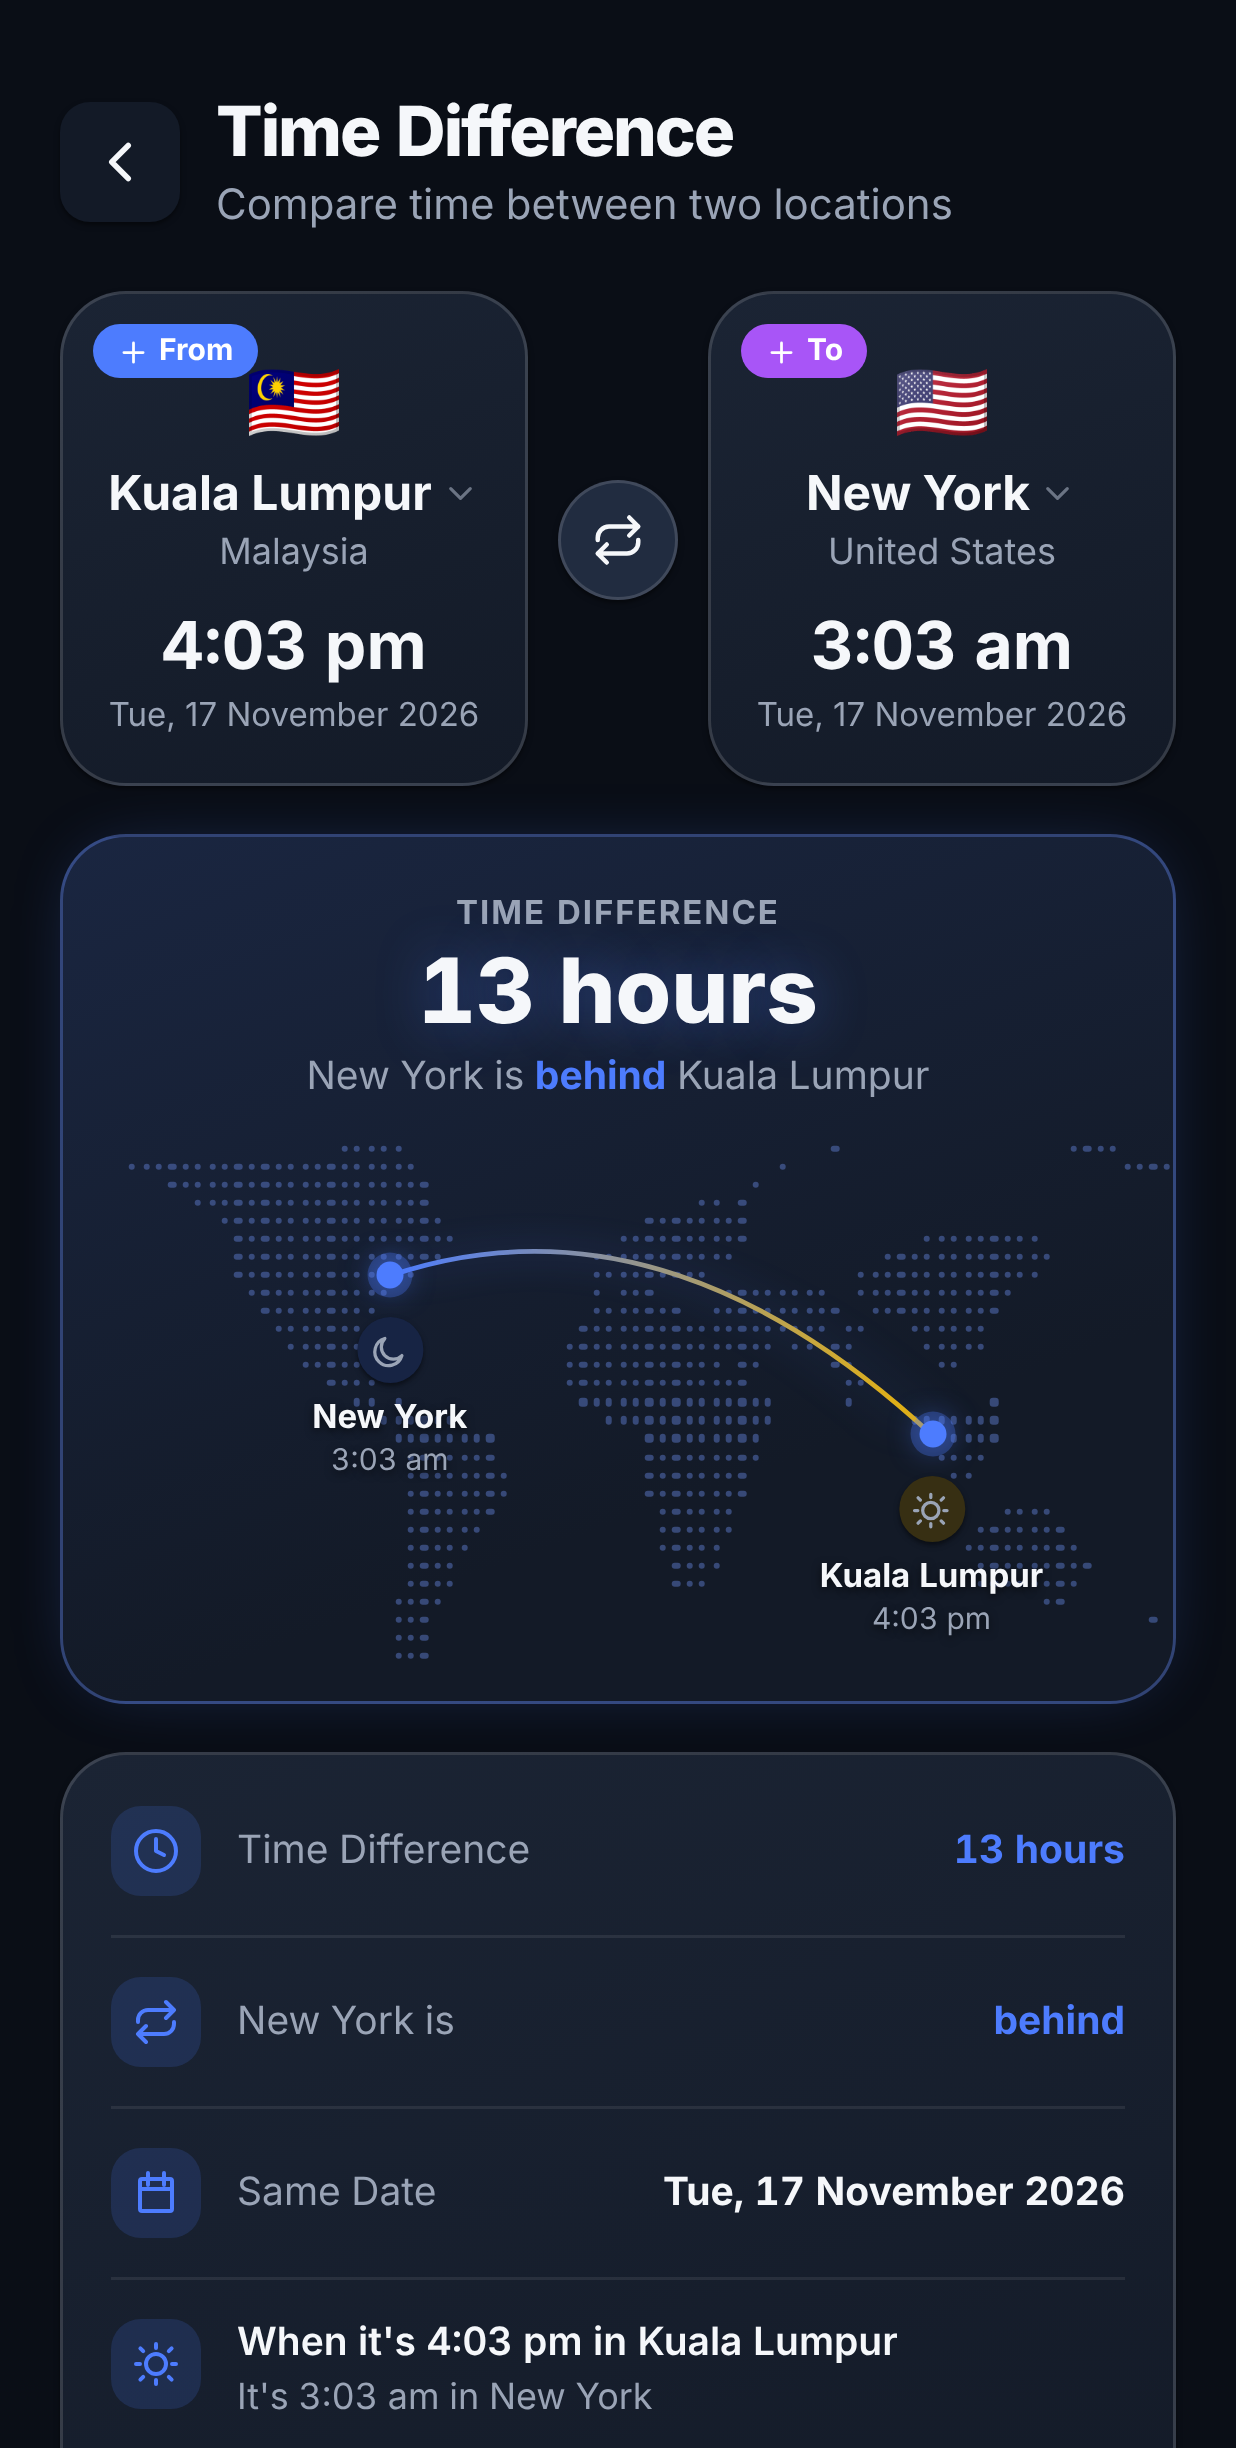 Time Difference
Compare time between two locations
From
Kuala Lumpur
Malaysia
4:03 pm
Tue, 17 November 2026
To
New York
United States
3:03 am
Tue, 17 November 2026
TIME DIFFERENCE
13 hours
New York is behind Kuala Lumpur
New York
3:03 am
Kuala Lumpur
4:03 pm
Time Difference 13 hours
New York is behind
Same Date Tue, 17 November 2026
When it's 4:03 pm in Kuala Lumpur
It's 3:03 am in New York